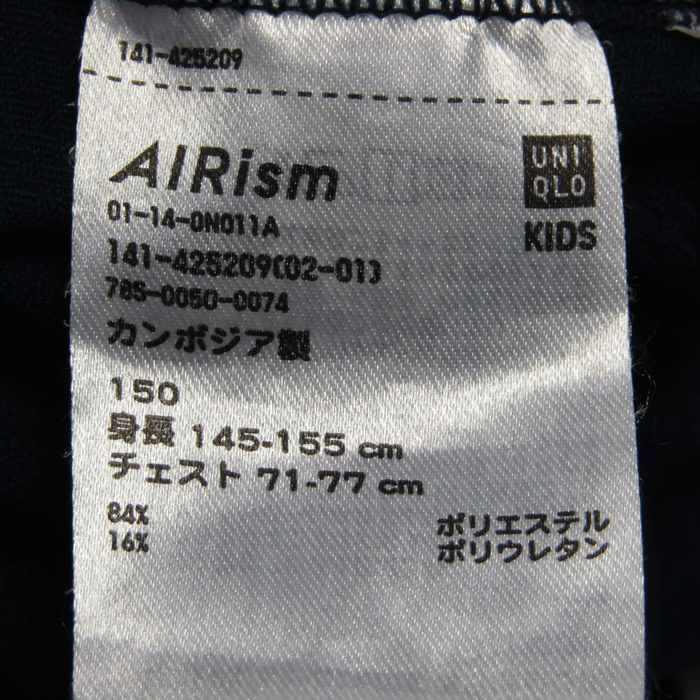 141-425209
AIRism
UNI
QLO
KIDS
01-14-0N011A
141-425209(02-01)
785-0050-0074
カンボジア製
150
身長 145-155 cm
チェスト 71-77 cm
84% ポリエステル
16% ポリウレタン